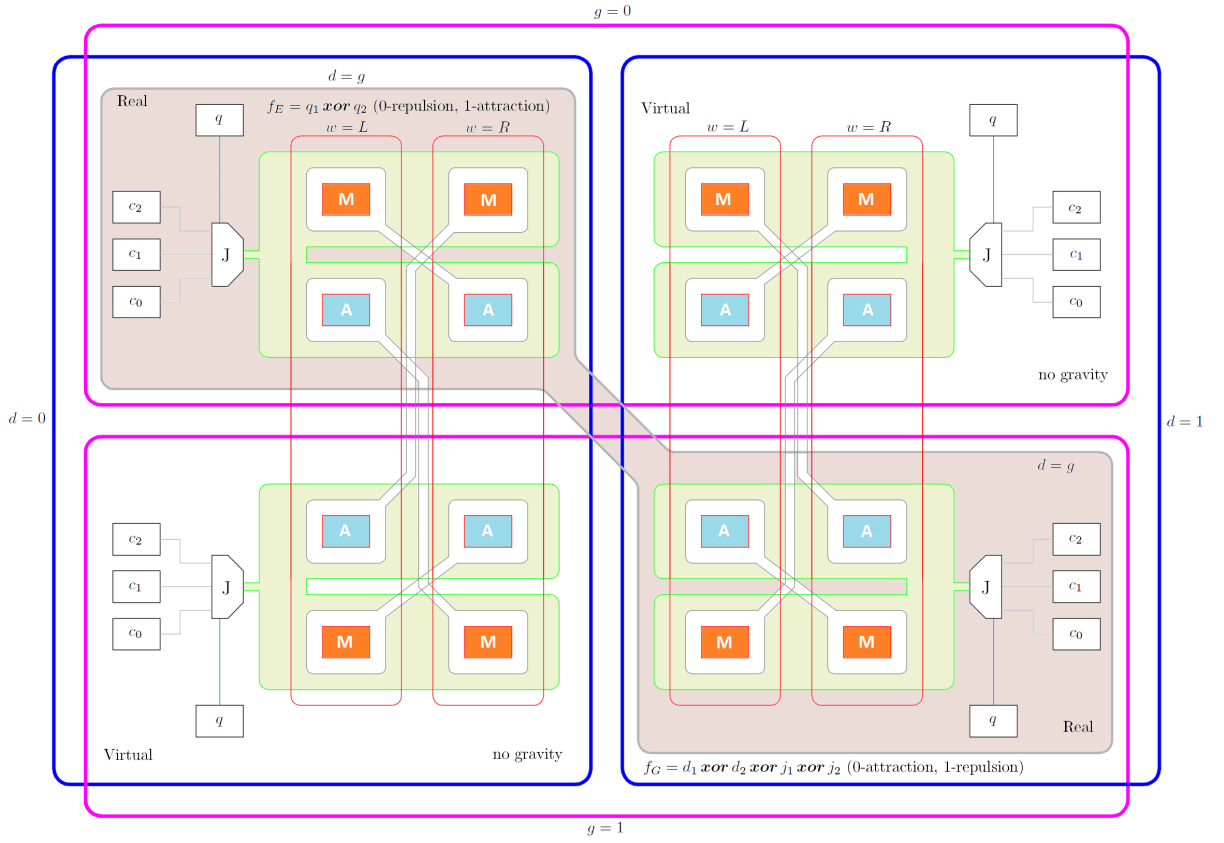 g = 0
d = g
Real
f_E = q_1 xor q_2 (0-repulsion, 1-attraction)
Virtual
w = L
w = R
w = L
w = R
q
q
M
M
M
M
c_2
c_2
J
J
c_1
c_1
c_0
c_0
A
A
A
A
no gravity
d = 0
d = 1
d = g
A
A
A
A
c_2
c_2
J
J
c_1
c_1
c_0
c_0
M
M
M
M
q
q
Real
Virtual
no gravity
f_G = d_1 xor d_2 xor j_1 xor j_2 (0-attraction, 1-repulsion)
g = 1